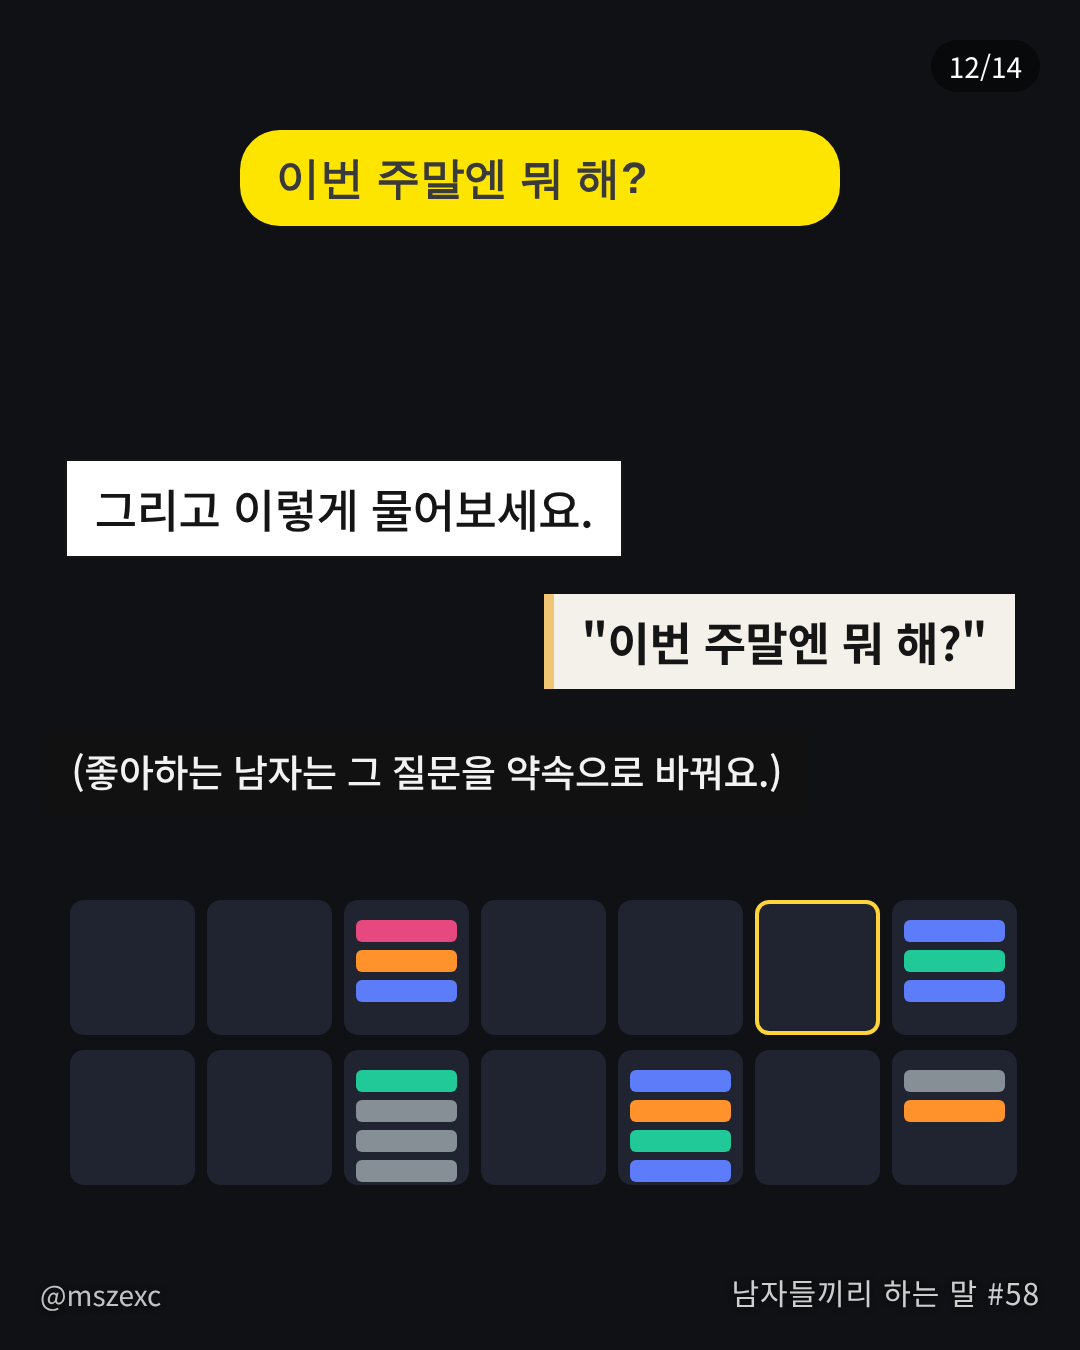 12/14
이번 주말엔 뭐 해?
그리고 이렇게 물어보세요.
"이번 주말엔 뭐 해?"
(좋아하는 남자는 그 질문을 약속으로 바꿔요.)
@mszexc
남자들끼리 하는 말 #58